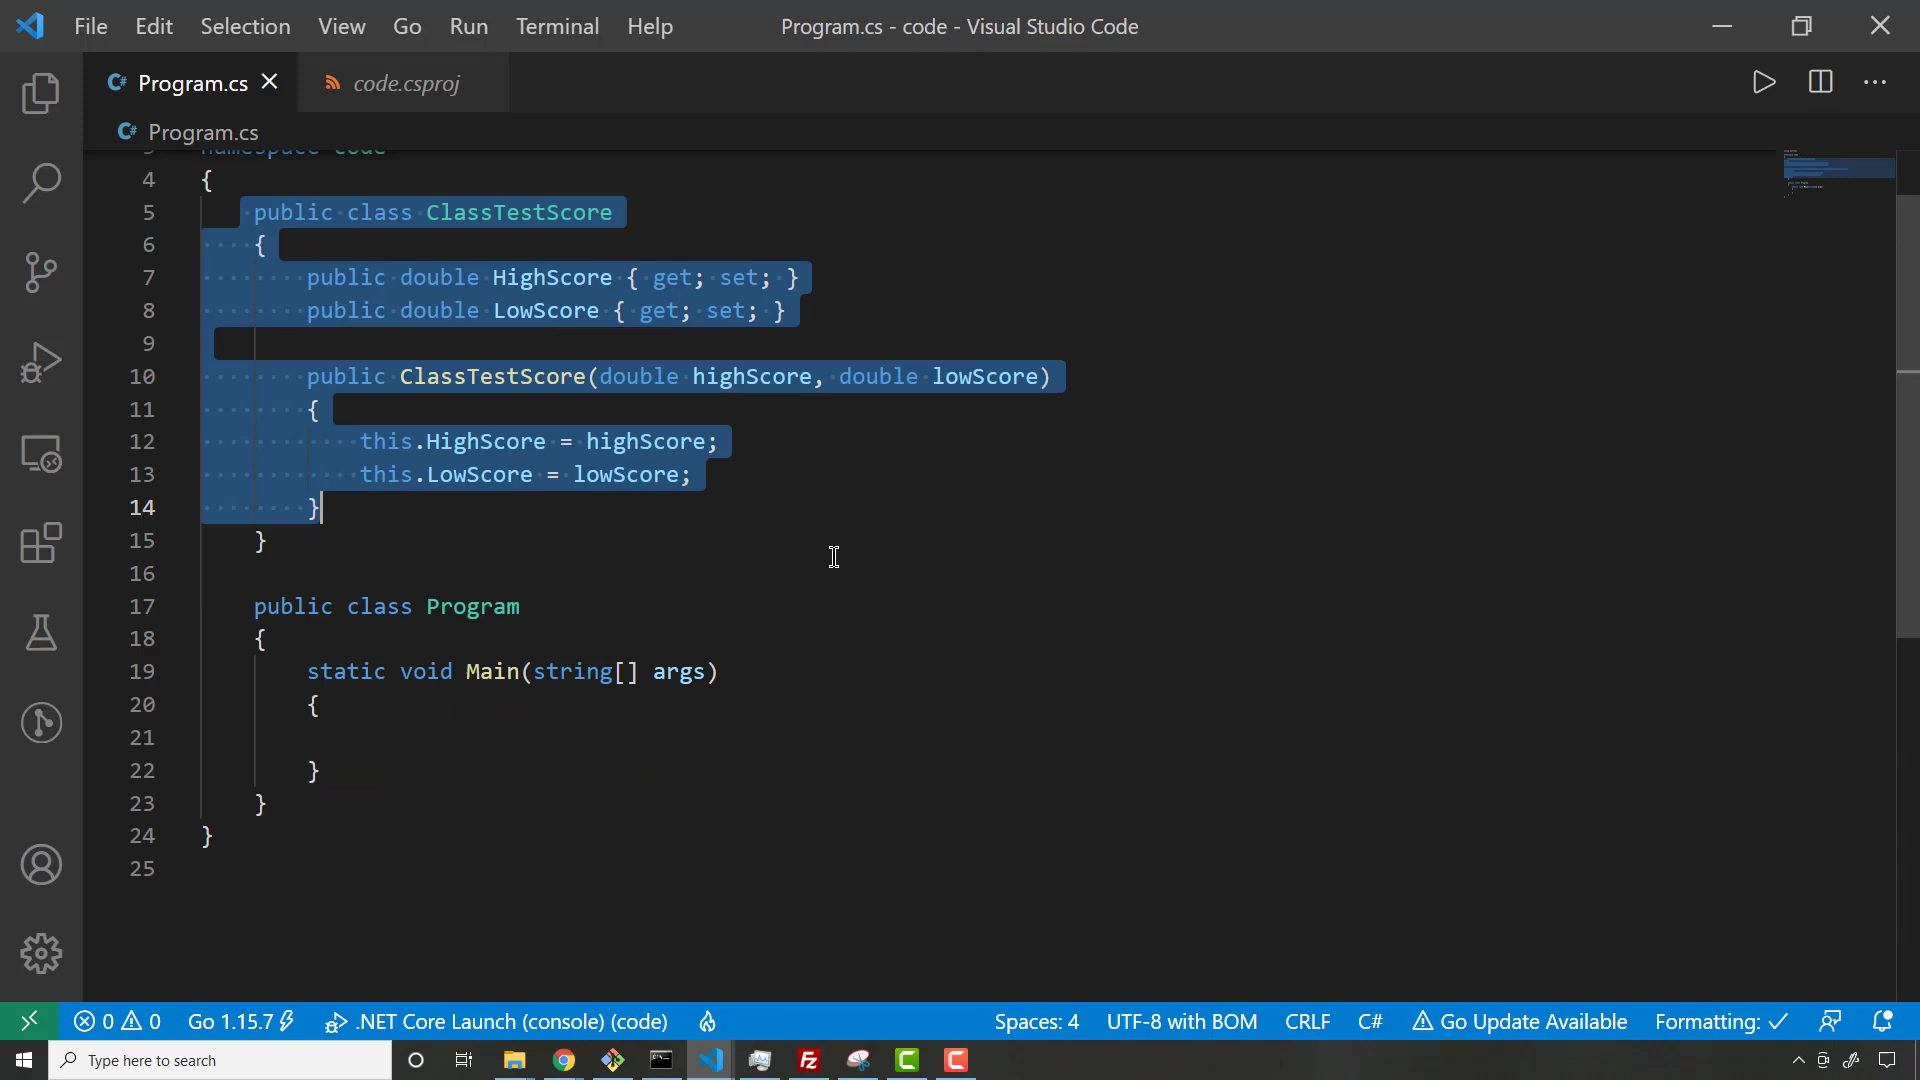 File Edit Selection View Go Run Terminal Help Program.cs - code - Visual Studio Code
C# Program.cs code.csproj
C# Program.cs
3 namespace code
4 {
5 public class ClassTestScore
6 {
7 public double HighScore { get; set; }
8 public double LowScore { get; set; }
9
10 public ClassTestScore(double highScore, double lowScore)
11 {
12 this.HighScore = highScore;
13 this.LowScore = lowScore;
14 }
15 }
16
17 public class Program
18 {
19 static void Main(string[] args)
20 {
21
22 }
23 }
24 }
25
0 0 Go 1.15.7 .NET Core Launch (console) (code) Spaces: 4 UTF-8 with BOM CRLF C# Go Update Available Formatting:
Type here to search